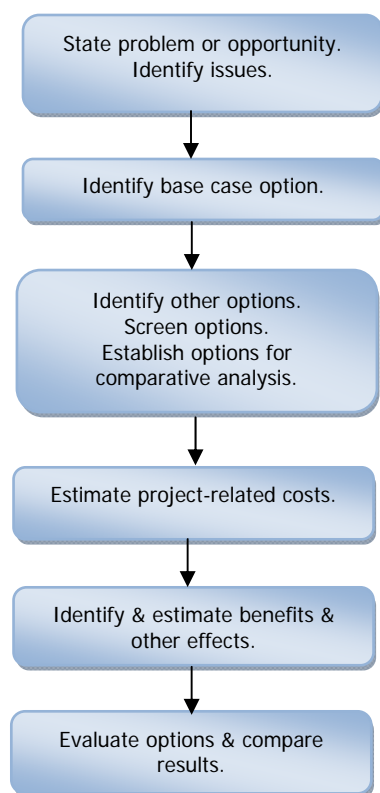 State problem or opportunity.
Identify issues.
Identify base case option.
Identify other options.
Screen options.
Establish options for
comparative analysis.
Estimate project-related costs.
Identify & estimate benefits &
other effects.
Evaluate options & compare
results.